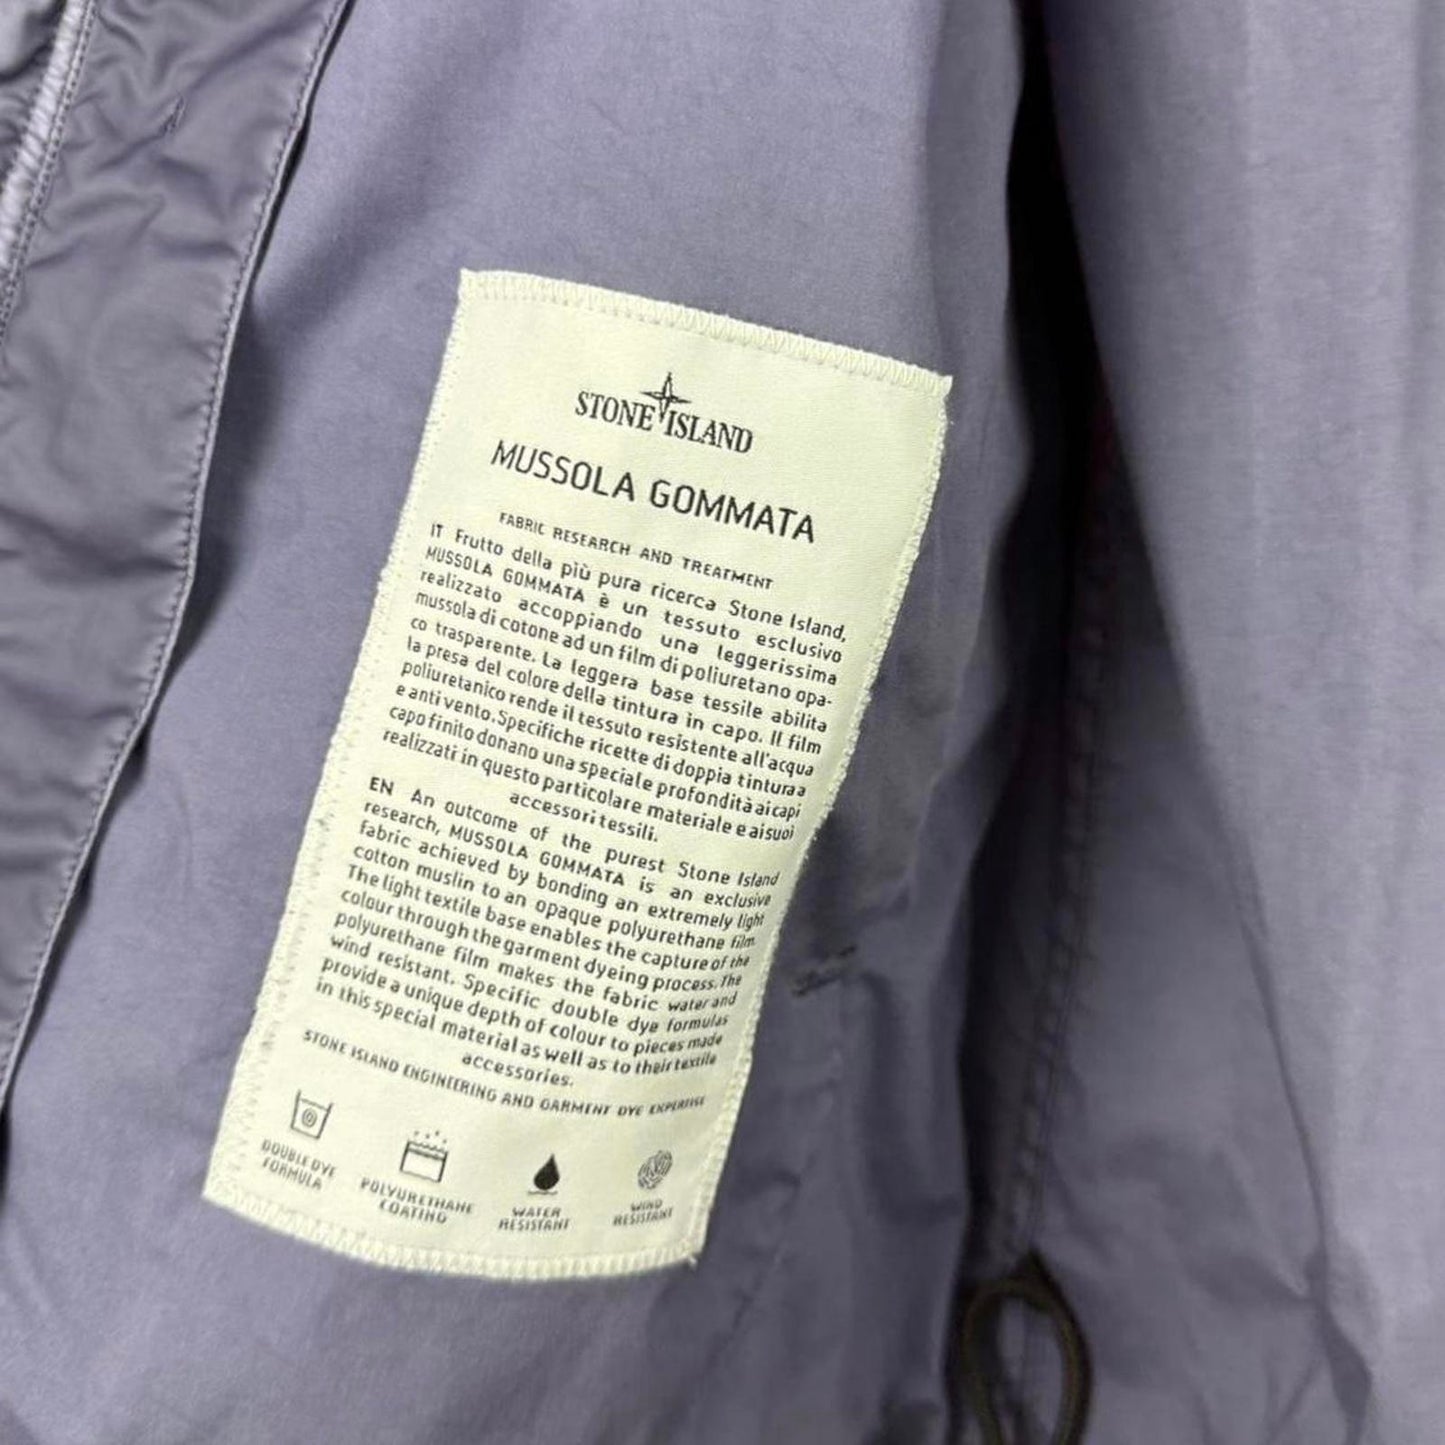 STONE ISLAND
MUSSOLA GOMMATA
FABRIC RESEARCH AND TREATMENT
IT Frutto della più pura ricerca Stone Island,
MUSSOLA GOMMATA è un tessuto esclusivo
realizzato accoppiando una leggerissima
mussola di cotone ad un film di poliuretano opa-
co trasparente. La leggera base tessile abilita
la presa del colore della tintura in capo. Il film
poliuretanico rende il tessuto resistente all'acqua
e anti vento. Specifiche ricette di doppia tintura a
capo finito donano una speciale profondità ai capi
realizzati in questo particolare materiale e ai suoi
accessori tessili.
EN An outcome of the purest Stone Island
research, MUSSOLA GOMMATA is an exclusive
fabric achieved by bonding an extremely light
cotton muslin to an opaque polyurethane film.
The light textile base enables the capture of the
colour through the garment dyeing process. The
polyurethane film makes the fabric water and
wind resistant. Specific double dye formulas
provide a unique depth of colour to pieces made
in this special material as well as to their textile
accessories.
STONE ISLAND ENGINEERING AND GARMENT DYE EXPERTISE
DOUBLE DYE
FORMULA
POLYURETHANE
COATING
WATER
RESISTANT
WIND
RESISTANT